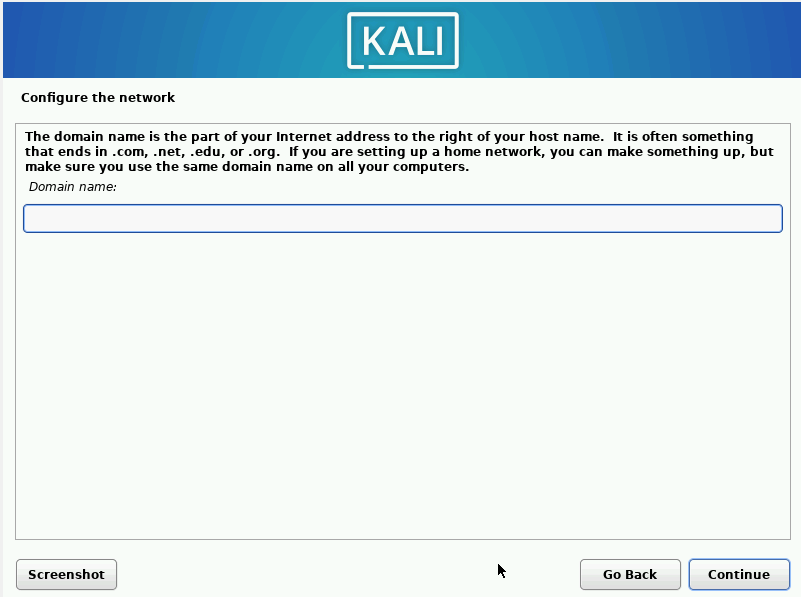 KALI
Configure the network
The domain name is the part of your Internet address to the right of your host name.  It is often something
that ends in .com, .net, .edu, or .org.  If you are setting up a home network, you can make something up, but
make sure you use the same domain name on all your computers.
Domain name:
Screenshot
Go Back
Continue